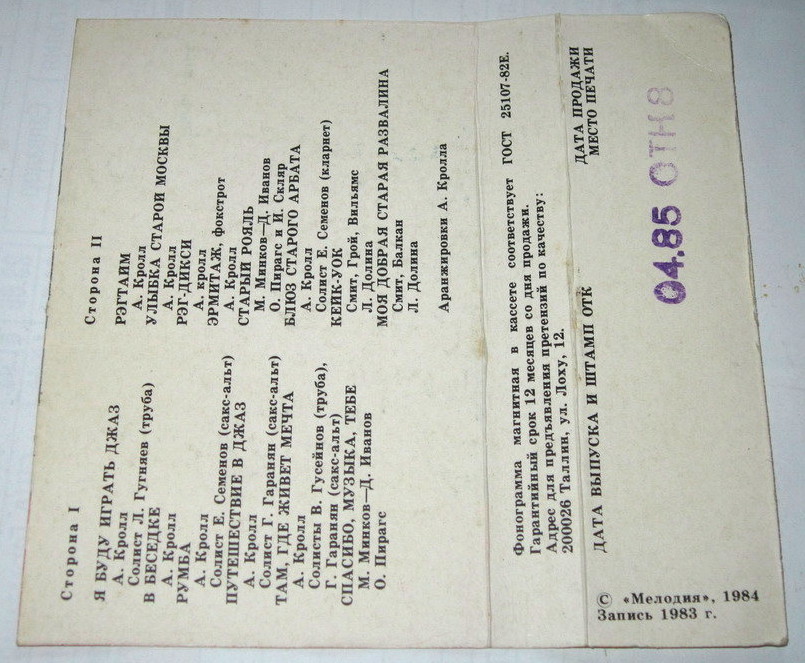 Сторона I
Я БУДУ ИГРАТЬ ДЖАЗ
А. Кролл
Солист Л. Гугняев (труба)
В БЕСЕДКЕ
А. Кролл
РУМБА
А. Кролл
Солист Е. Семенов (сакс-альт)
ПУТЕШЕСТВИЕ В ДЖАЗ
А. Кролл
Солист Г. Гаранян (сакс-альт)
ТАМ, ГДЕ ЖИВЕТ МЕЧТА
А. Кролл
Солисты В. Гусейнов (труба),
Г. Гаранян (сакс-альт)
СПАСИБО, МУЗЫКА, ТЕБЕ
М. Минков—Д. Иванов
О. Пирагс
Сторона II
РЭГТАЙМ
А. Кролл
УЛЫБКА СТАРОЙ МОСКВЫ
А. Кролл
РЭГ-ДИКСИ
А. кролл
ЭРМИТАЖ, фокстрот
А. Кролл
СТАРЫЙ РОЯЛЬ
М. Минков—Д. Иванов
О. Пирагс и И. Скляр
БЛЮЗ СТАРОГО АРБАТА
А. Кролл
Солист Е. Семенов (кларнет)
КЕЙК-УОК
Смит, Грой, Вильямс
Л. Долина
МОЯ ДОБРАЯ СТАРАЯ РАЗВАЛИНА
Смит, Балкан
Л. Долина
Аранжировки А. Кролла
Фонограмма магнитная в кассете соответствует ГОСТ 25107-82Е.
Гарантийный срок 12 месяцев со дня продажи.
Адрес для предъявления претензий по качеству:
200026 Таллин, ул. Лоху, 12.
ДАТА ВЫПУСКА И ШТАМП ОТК
ДАТА ПРОДАЖИ
МЕСТО ПЕЧАТИ
04.85 ОТН 8
© «Мелодия», 1984
Запись 1983 г.